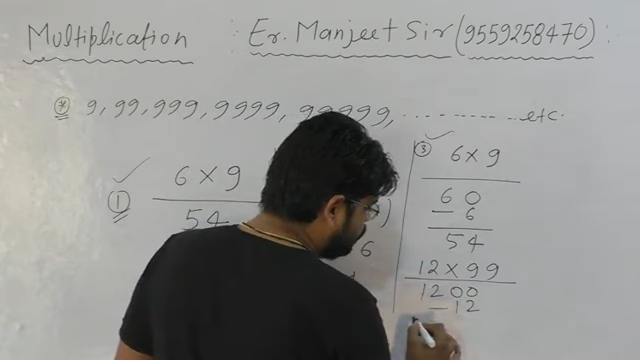 Multiplication : Er. Manjeet Sir (9559258470) :
* 9, 99, 999, 9999, 99999, ............ etc.
① 6 × 9
54
)
6
③ 6 × 9
60
– 6
54
12 × 99
1200
– 12